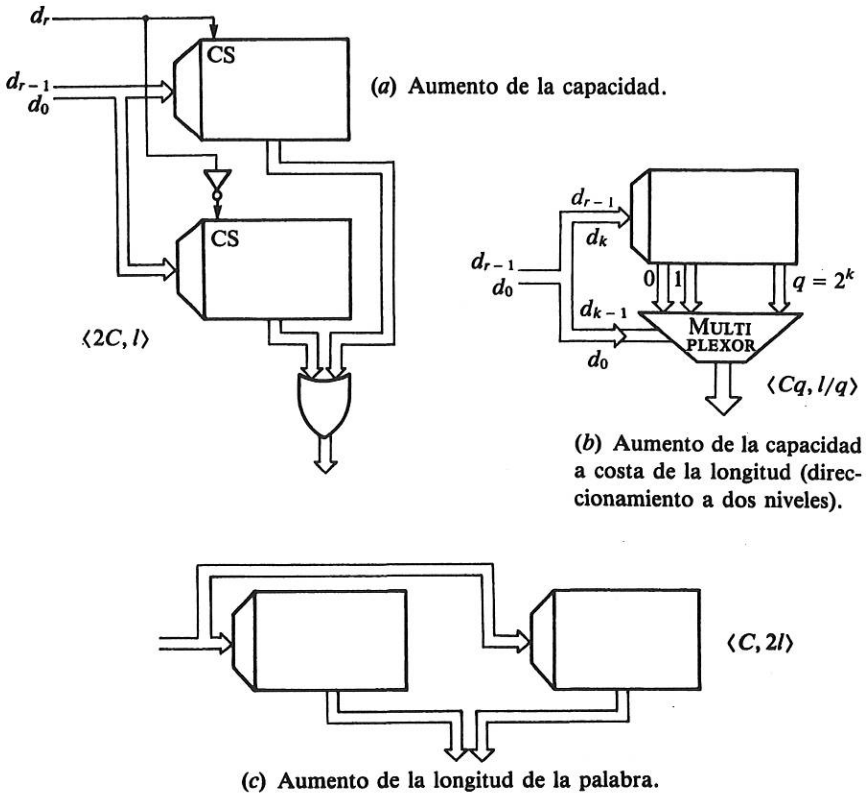 d_r
CS
d_{r-1}
d_0
(a) Aumento de la capacidad.
CS
⟨2C, l⟩
d_{r-1}
d_k
d_{r-1}
d_0
0 1 q = 2^k
d_{k-1}
d_0
MULTI
PLEXOR
⟨Cq, l/q⟩
(b) Aumento de la capacidad
a costa de la longitud (direc-
cionamiento a dos niveles).
⟨C, 2l⟩
(c) Aumento de la longitud de la palabra.